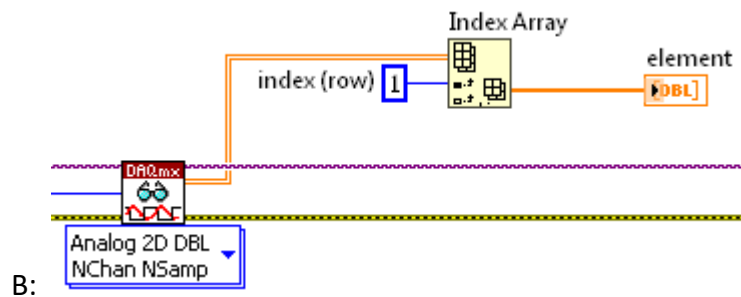 Index Array
element
index (row) 1
DBL]
DAQmx
Analog 2D DBL
NChan NSamp
B: